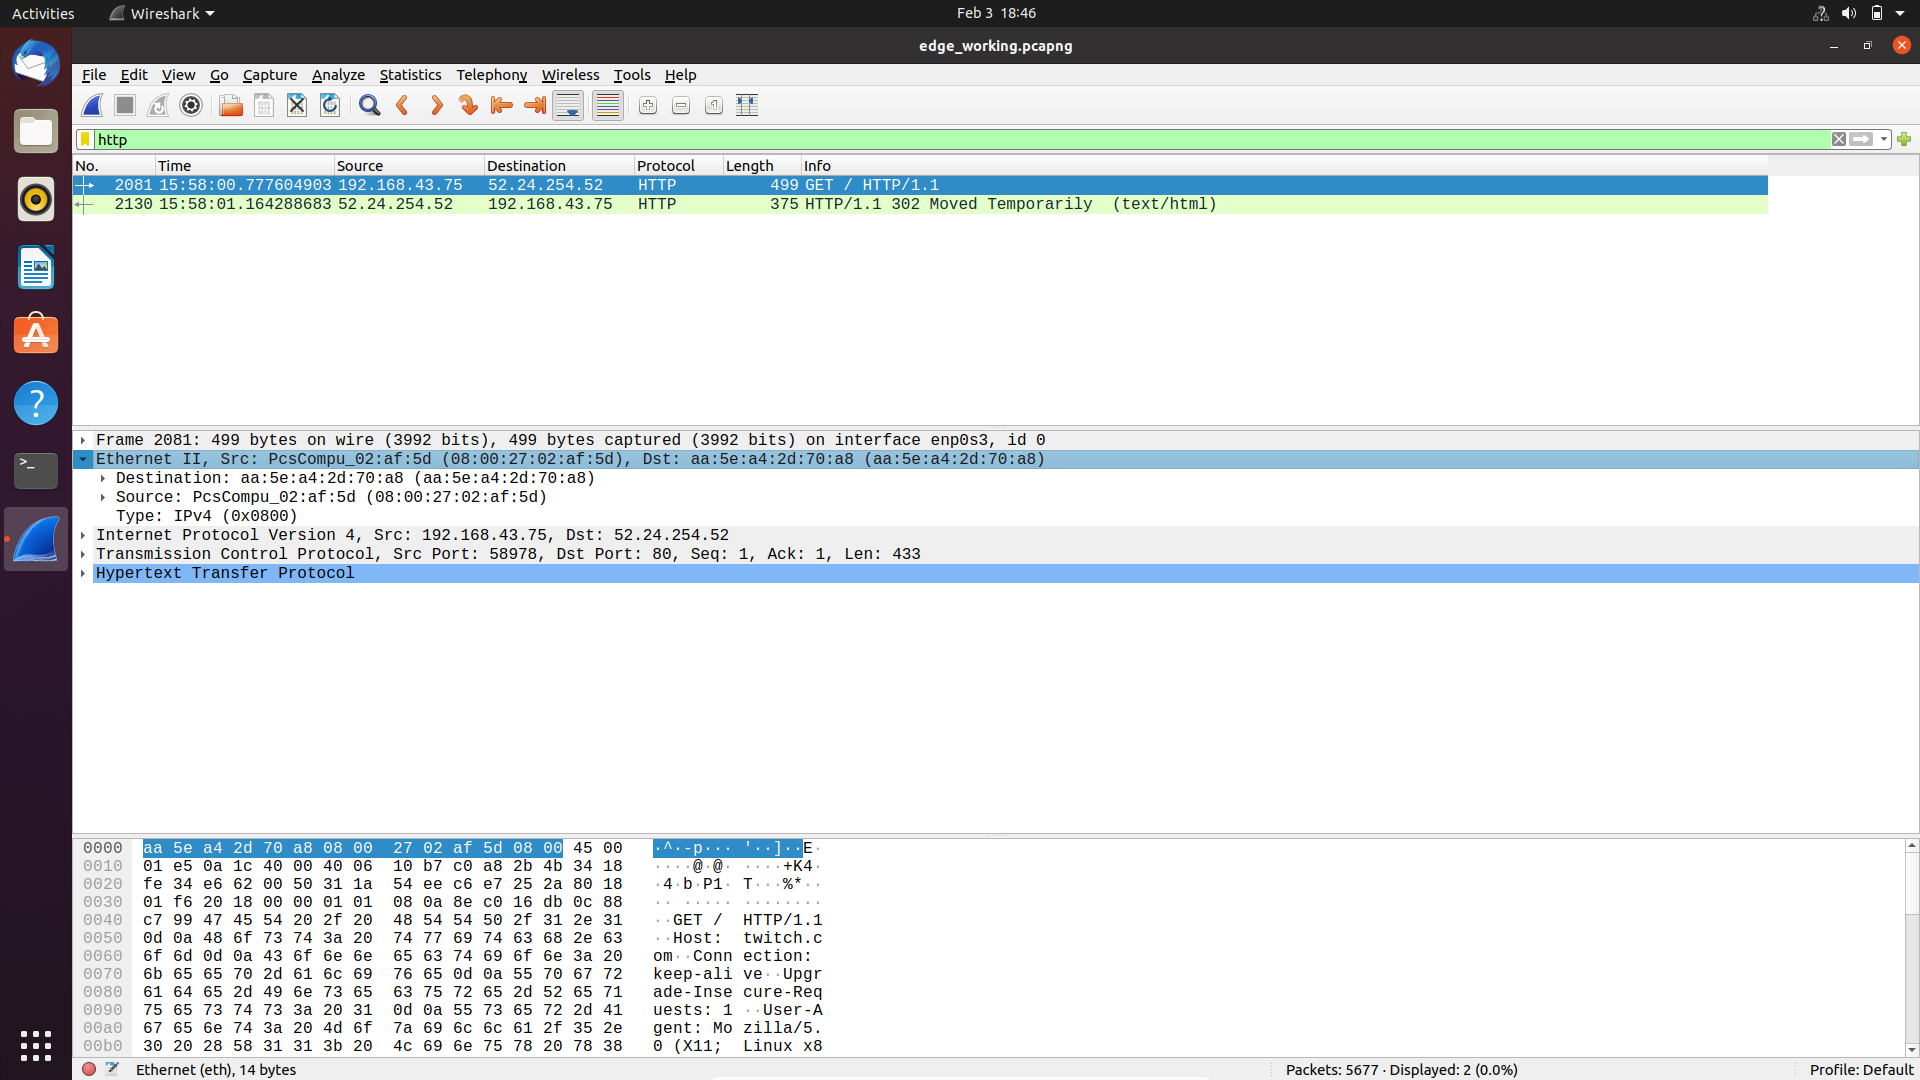 Activities Wireshark Feb 3 18:46
edge_working.pcapng
File Edit View Go Capture Analyze Statistics Telephony Wireless Tools Help
http
No. Time Source Destination Protocol Length Info
2081 15:58:00.777604903 192.168.43.75 52.24.254.52 HTTP 499 GET / HTTP/1.1
2130 15:58:01.164288683 52.24.254.52 192.168.43.75 HTTP 375 HTTP/1.1 302 Moved Temporarily (text/html)
Frame 2081: 499 bytes on wire (3992 bits), 499 bytes captured (3992 bits) on interface enp0s3, id 0
Ethernet II, Src: PcsCompu_02:af:5d (08:00:27:02:af:5d), Dst: aa:5e:a4:2d:70:a8 (aa:5e:a4:2d:70:a8)
Destination: aa:5e:a4:2d:70:a8 (aa:5e:a4:2d:70:a8)
Source: PcsCompu_02:af:5d (08:00:27:02:af:5d)
Type: IPv4 (0x0800)
Internet Protocol Version 4, Src: 192.168.43.75, Dst: 52.24.254.52
Transmission Control Protocol, Src Port: 58978, Dst Port: 80, Seq: 1, Ack: 1, Len: 433
Hypertext Transfer Protocol
0000 aa 5e a4 2d 70 a8 08 00 27 02 af 5d 08 00 45 00 ·^·-p··· '··]··E·
0010 01 e5 0a 1c 40 00 40 06 10 b7 c0 a8 2b 4b 34 18 ····@·@· ····+K4·
0020 fe 34 e6 62 00 50 31 1a 54 ee c6 e7 25 2a 80 18 ·4·b·P1· T···%*··
0030 01 f6 20 18 00 00 01 01 08 0a 8e c0 16 db 0c 88 ·· ····· ········
0040 c7 99 47 45 54 20 2f 20 48 54 54 50 2f 31 2e 31 ··GET / HTTP/1.1
0050 0d 0a 48 6f 73 74 3a 20 74 77 69 74 63 68 2e 63 ··Host: twitch.c
0060 6f 6d 0d 0a 43 6f 6e 6e 65 63 74 69 6f 6e 3a 20 om··Conn ection:
0070 6b 65 65 70 2d 61 6c 69 76 65 0d 0a 55 70 67 72 keep-ali ve··Upgr
0080 61 64 65 2d 49 6e 73 65 63 75 72 65 2d 52 65 71 ade-Inse cure-Req
0090 75 65 73 74 73 3a 20 31 0d 0a 55 73 65 72 2d 41 uests: 1 ··User-A
00a0 67 65 6e 74 3a 20 4d 6f 7a 69 6c 6c 61 2f 35 2e gent: Mo zilla/5.
00b0 30 20 28 58 31 31 3b 20 4c 69 6e 75 78 20 78 38 0 (X11; Linux x8
Ethernet (eth), 14 bytes Packets: 5677 · Displayed: 2 (0.0%) Profile: Default